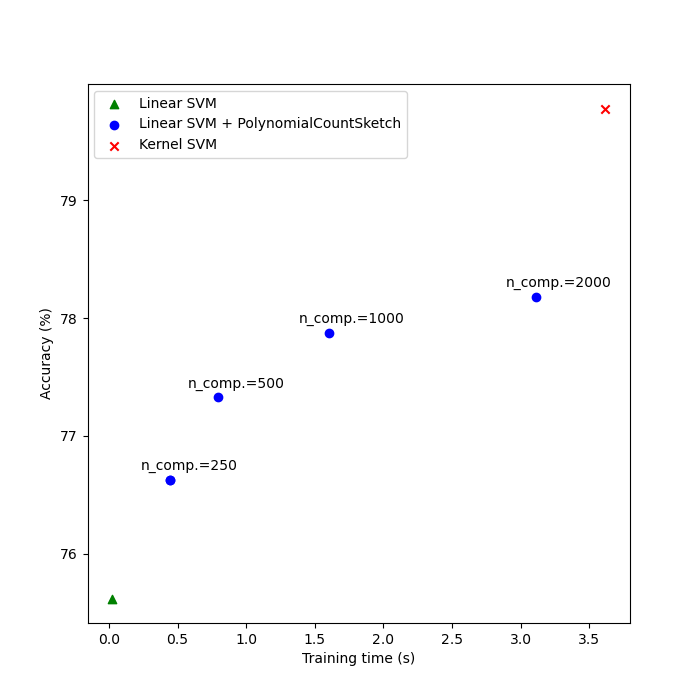 Linear SVM
Linear SVM + PolynomialCountSketch
Kernel SVM
79
n_comp.=2000
78
n_comp.=1000
n_comp.=500
77
n_comp.=250
76
Accuracy (%)
0.0 0.5 1.0 1.5 2.0 2.5 3.0 3.5
Training time (s)